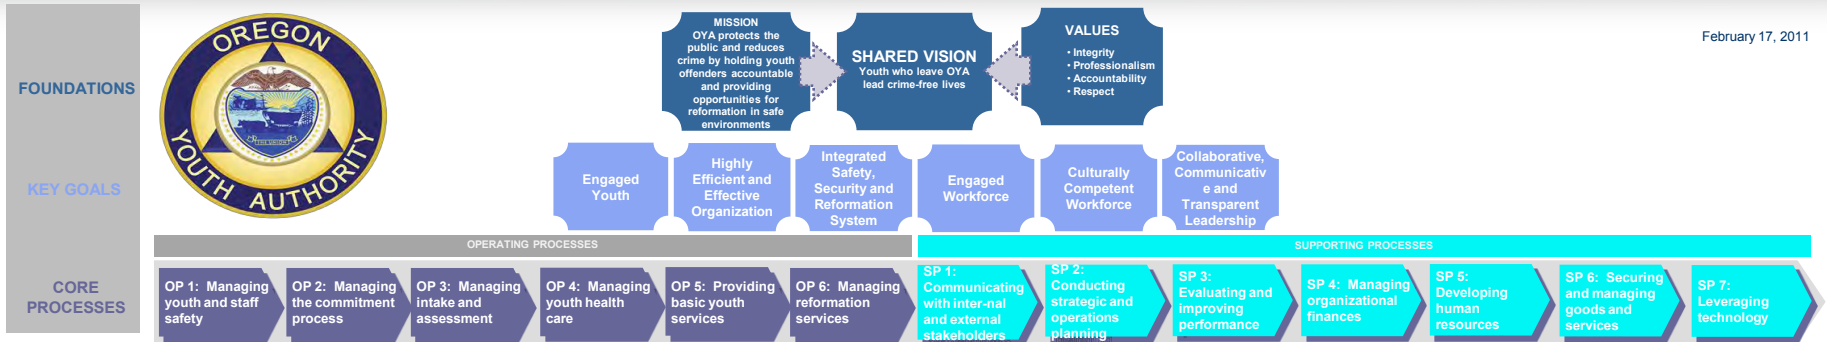 OREGON
YOUTH AUTHORITY
MISSION
OYA protects the
public and reduces
crime by holding youth
offenders accountable
and providing
opportunities for
reformation in safe
environments
SHARED VISION
Youth who leave OYA
lead crime-free lives
VALUES
• Integrity
• Professionalism
• Accountability
• Respect
February 17, 2011
FOUNDATIONS
KEY GOALS
Engaged
Youth
Highly
Efficient and
Effective
Organization
Integrated
Safety,
Security and
Reformation
System
Engaged
Workforce
Culturally
Competent
Workforce
Collaborative,
Communicativ
e and
Transparent
Leadership
OPERATING PROCESSES
SUPPORTING PROCESSES
CORE
PROCESSES
OP 1: Managing
youth and staff
safety
OP 2: Managing
the commitment
process
OP 3: Managing
intake and
assessment
OP 4: Managing
youth health
care
OP 5: Providing
basic youth
services
OP 6: Managing
reformation
services
SP 1:
Communicating
with inter-nal
and external
stakeholders
SP 2:
Conducting
strategic and
operations
planning
SP 3:
Evaluating and
improving
performance
SP 4: Managing
organizational
finances
SP 5:
Developing
human
resources
SP 6: Securing
and managing
goods and
services
SP 7:
Leveraging
technology